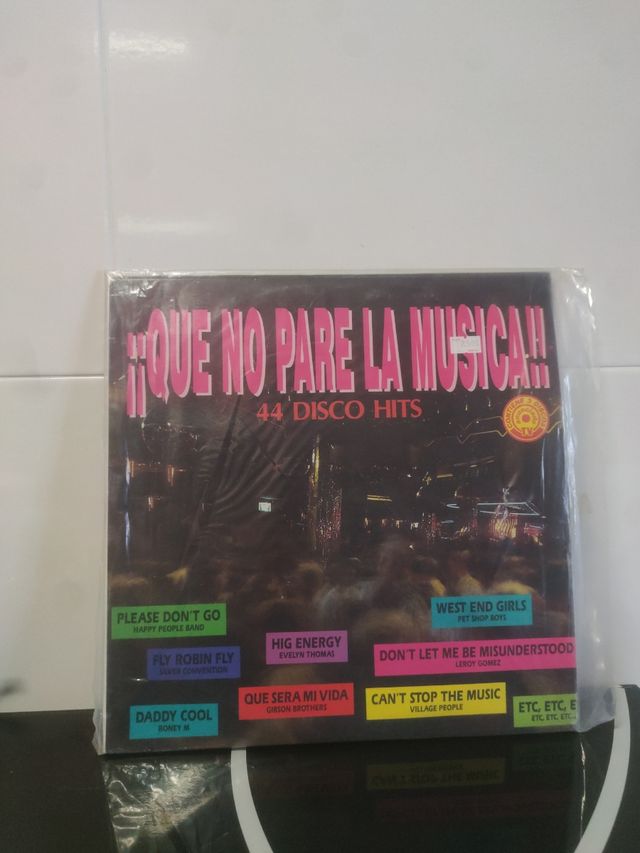 ¡¡QUE NO PARE LA MUSICA!!
44 DISCO HITS
PLEASE DON'T GO
HAPPY PEOPLE BAND
WEST END GIRLS
PET SHOP BOYS
HIG ENERGY
EVELYN THOMAS
FLY ROBIN FLY
SILVER CONVENTION
DON'T LET ME BE MISUNDERSTOOD
LEROY GOMEZ
QUE SERA MI VIDA
GIBSON BROTHERS
CAN'T STOP THE MUSIC
VILLAGE PEOPLE
DADDY COOL
BONEY M
ETC, ETC, E
ETC, ETC, ETC